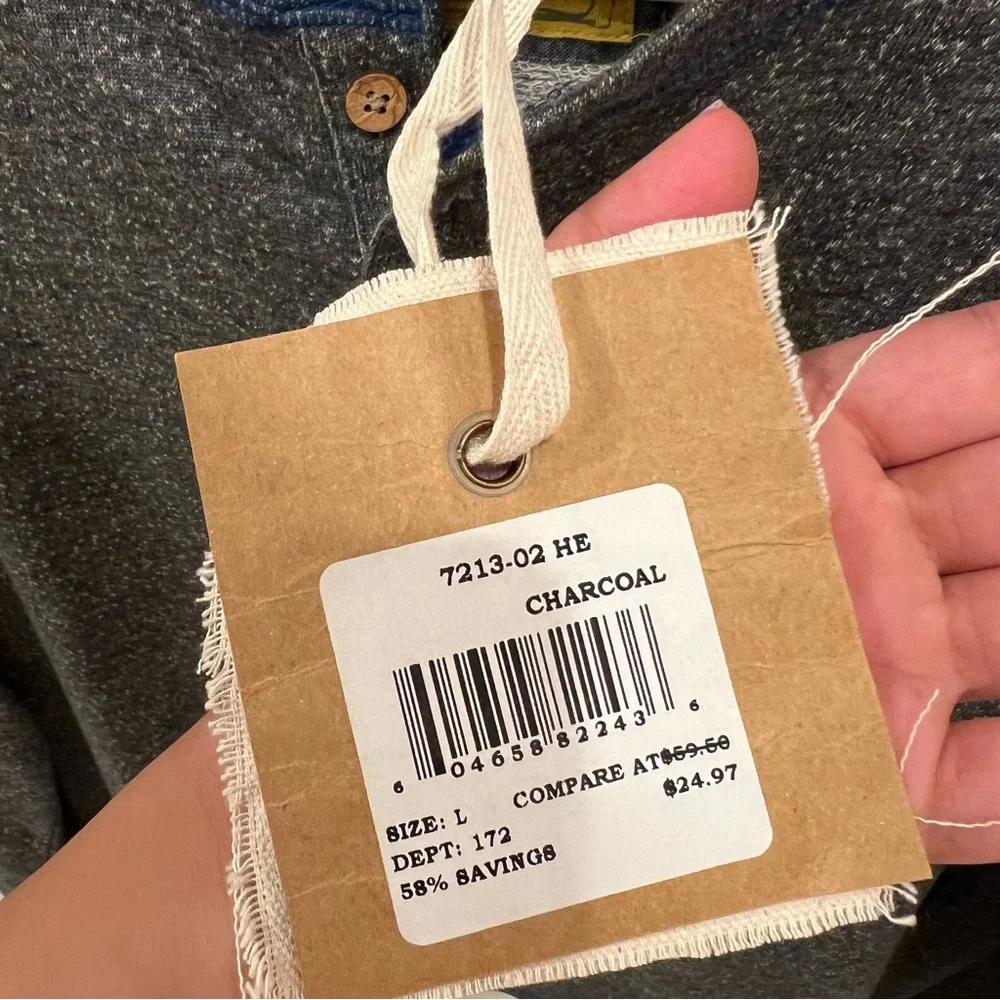 7213-02 HE
CHARCOAL
6 04658 82243 6
COMPARE AT$59.50
$24.97
SIZE: L
DEPT: 172
58% SAVINGS